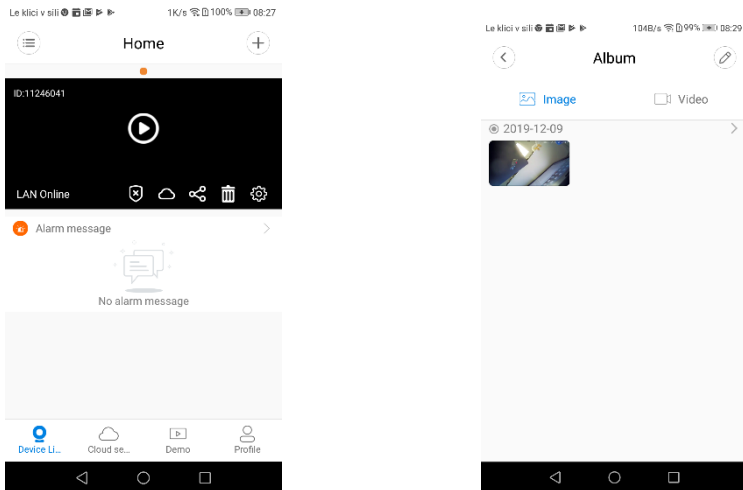 Le klici v sili 1K/s 100% 08:27
Home
ID:11246041
LAN Online
Alarm message
No alarm message
Device Li...
Cloud se...
Demo
Profile
Le klici v sili 104B/s 99% 08:29
Album
Image
Video
2019-12-09